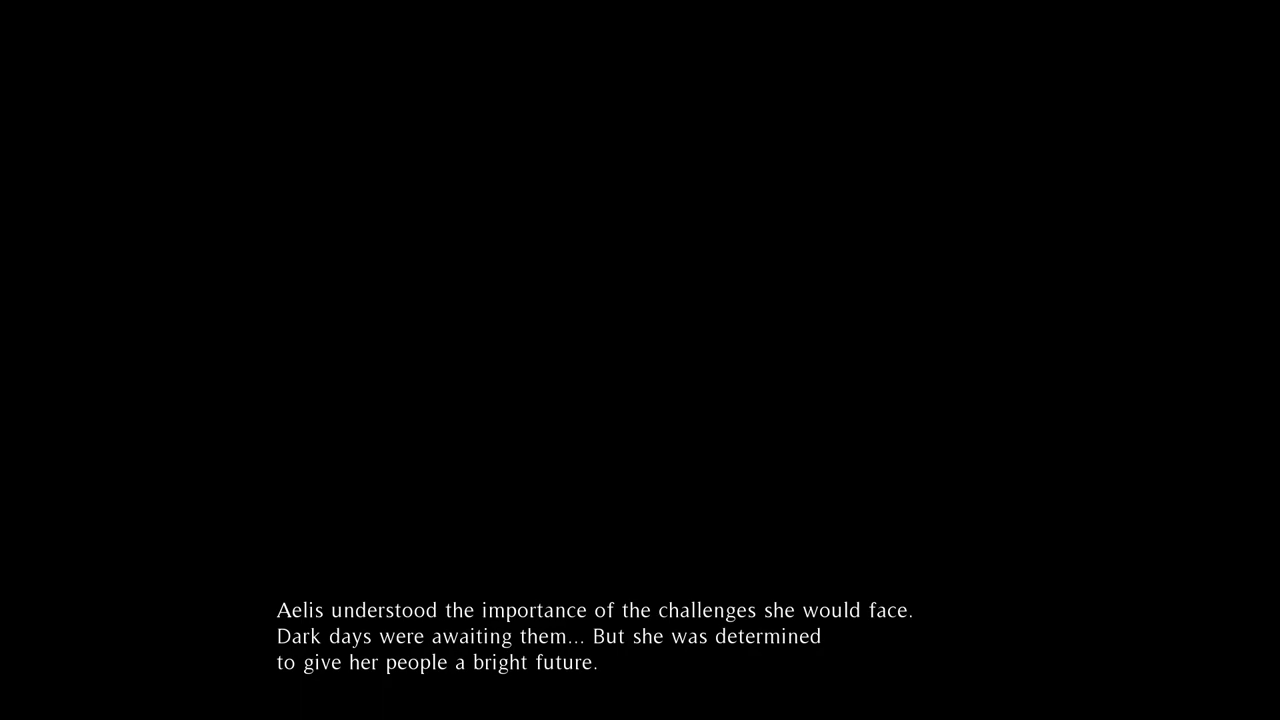 Aelis understood the importance of the challenges she would face.
Dark days were awaiting them... But she was determined
to give her people a bright future.